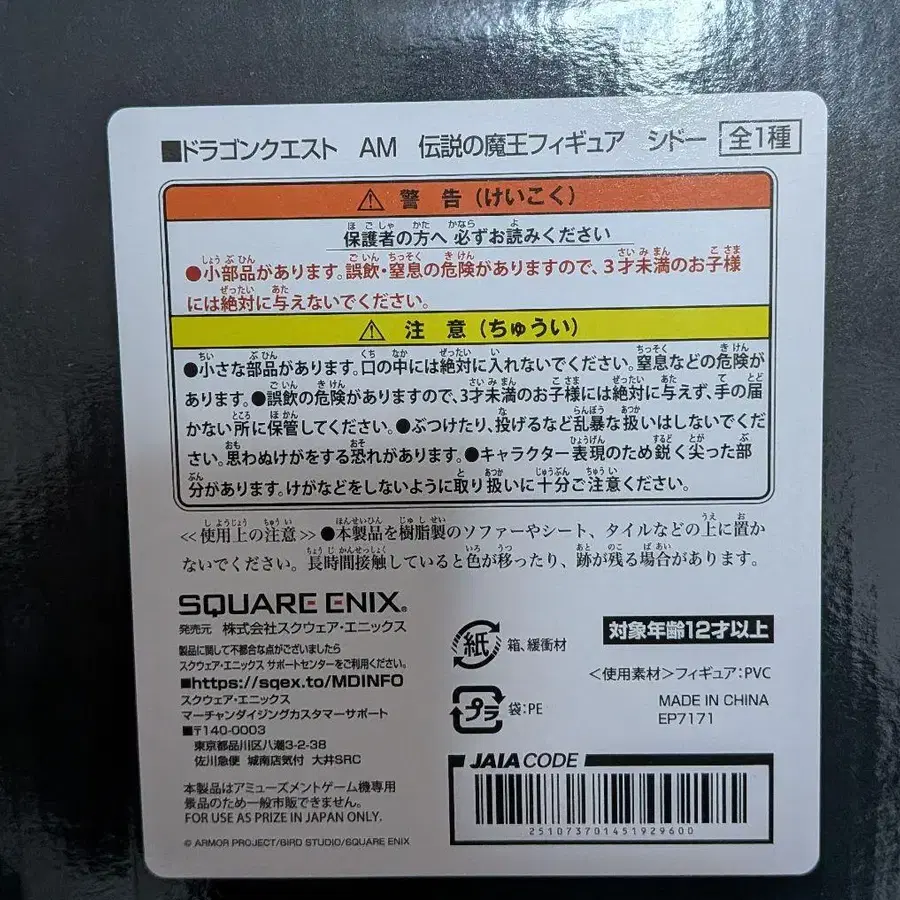 ■ドラゴンクエスト AM 伝説の魔王フィギュア シドー 全1種
⚠ 警 告 (けいこく)
保護者の方へ 必ずお読みください
●小部品があります。誤飲・窒息の危険がありますので、3才未満のお子様
には絶対に与えないでください。
⚠ 注 意 (ちゅうい)
●小さな部品があります。口の中には絶対に入れないでください。窒息などの危険が
あります。●誤飲の危険がありますので、3才未満のお子様には絶対に与えず、手の届
かない所に保管してください。●ぶつけたり、投げるなど乱暴な扱いはしないでくだ
さい。思わぬけがをする恐れがあります。●キャラクター表現のため鋭く尖った部
分があります。けがなどをしないように取り扱いに十分ご注意ください。
≪使用上の注意≫ ●本製品を樹脂製のソファーやシート、タイルなどの上に置か
ないでください。長時間接触していると色が移ったり、跡が残る場合があります。
SQUARE ENIX®
発売元 株式会社スクウェア・エニックス
製品に関して不都合な点がございましたら
スクウェア・エニックス サポートセンターをご利用ください。
■https://sqex.to/MDINFO
スクウェア・エニックス
マーチャンダイジングカスタマーサポート
■〒140-0003
東京都品川区八潮3-2-38
佐川急便 城南店気付 大井SRC
本製品はアミューズメントゲーム機専用
景品のため一般市販できません。
FOR USE AS PRIZE IN JAPAN ONLY.
© ARMOR PROJECT/BIRD STUDIO/SQUARE ENIX
紙 箱、緩衝材
プラ 袋:PE
対象年齢12才以上
<使用素材>フィギュア:PVC
MADE IN CHINA
EP7171
JAIA CODE
251073701451929600